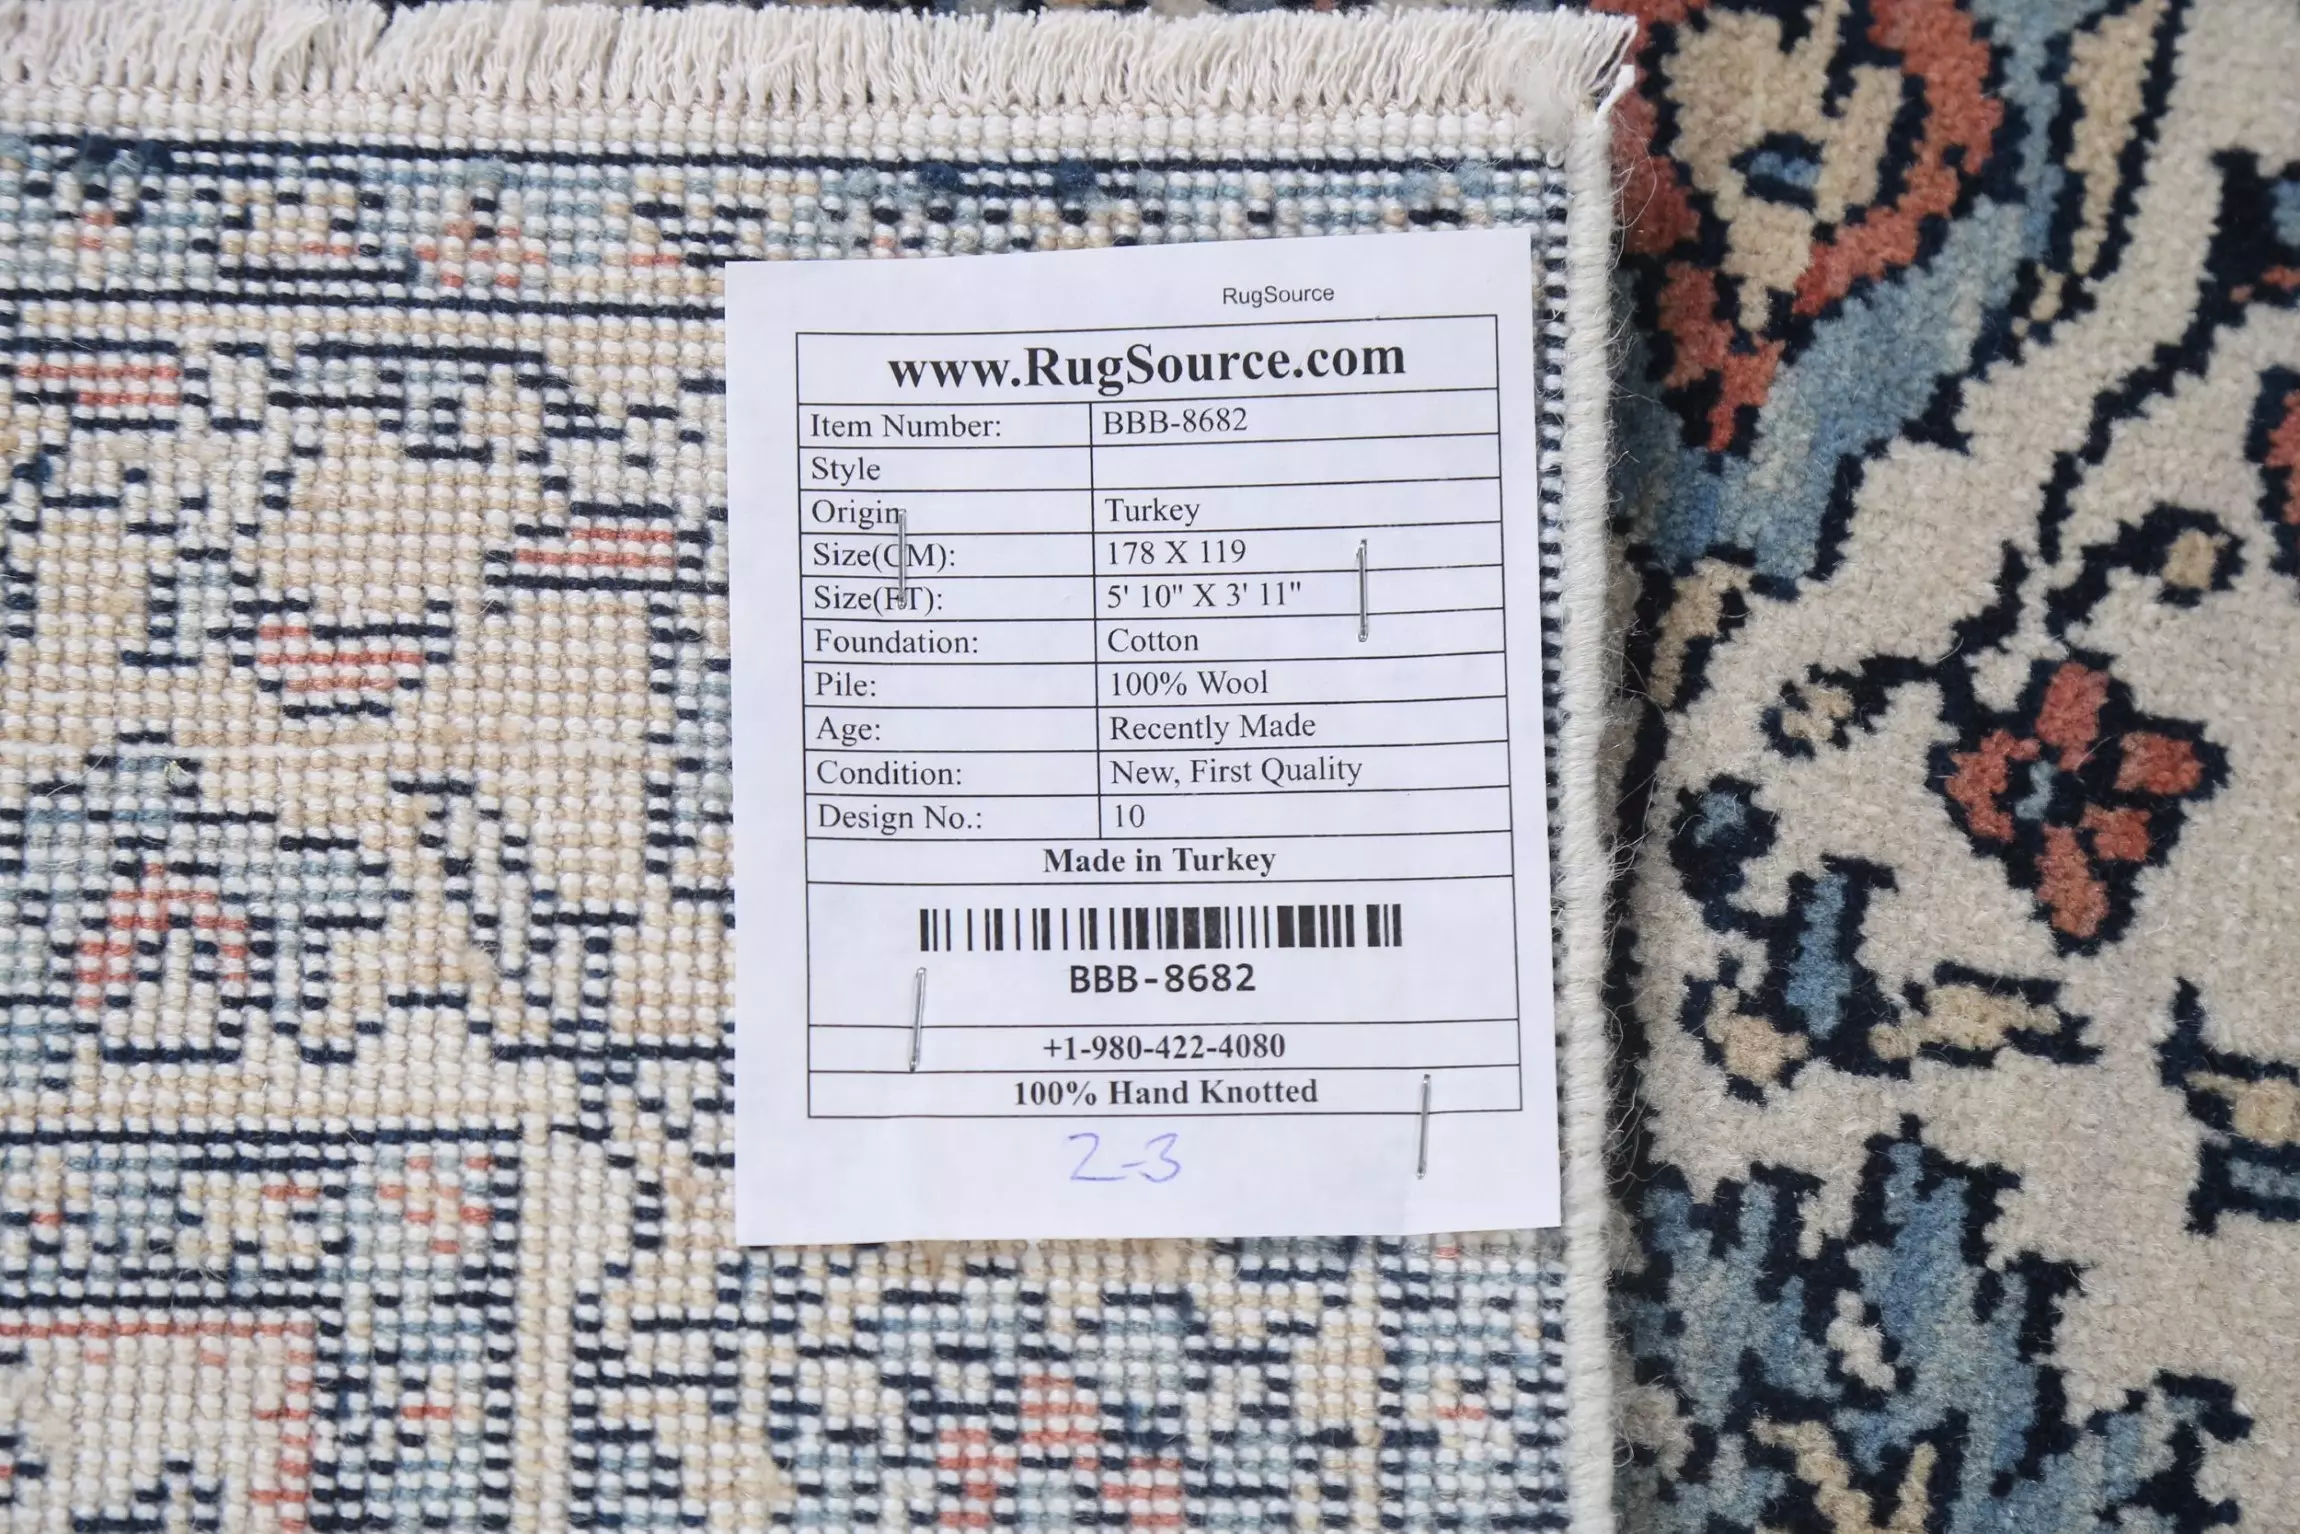 RugSource
www.RugSource.com
Item Number: BBB-8682
Style
Origin Turkey
Size(CM): 178 X 119
Size(FT): 5' 10" X 3' 11"
Foundation: Cotton
Pile: 100% Wool
Age: Recently Made
Condition: New, First Quality
Design No.: 10
Made in Turkey
BBB-8682
+1-980-422-4080
100% Hand Knotted
2-3